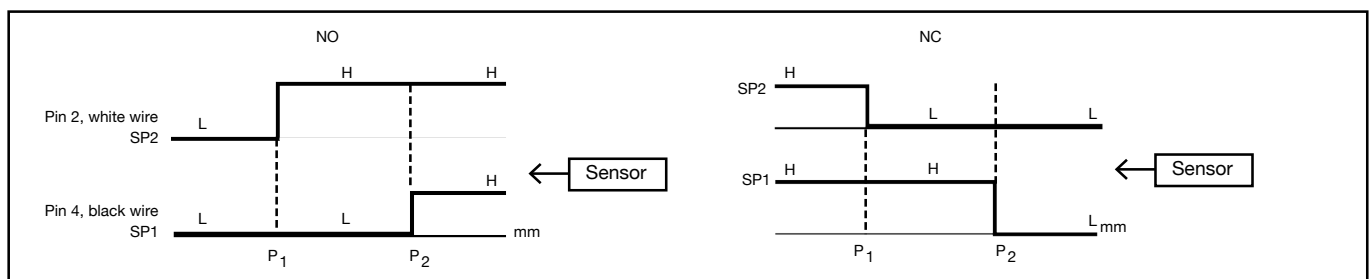 NO
H H
Pin 2, white wire
L
SP2
Sensor
H
Pin 4, black wire
L L
SP1
mm
P1 P2
NC
H
SP2
L L
Sensor
H H
SP1
L mm
P1 P2